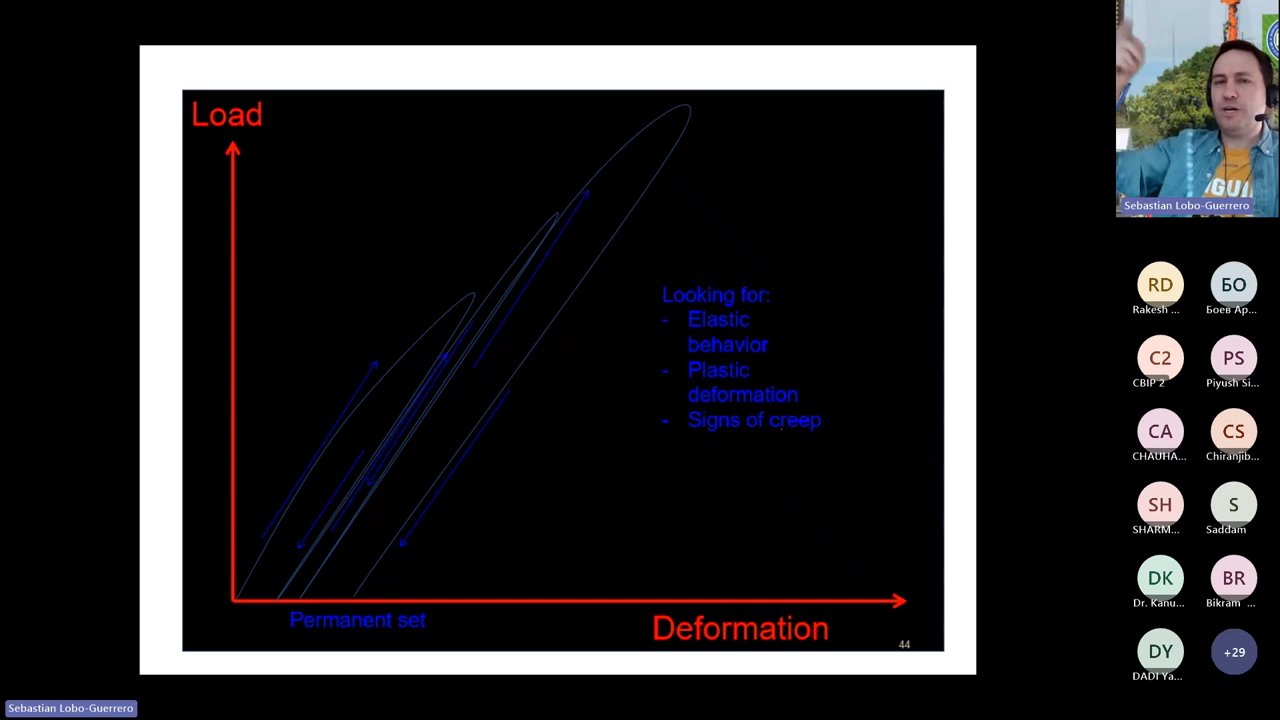 Load
Looking for:
- Elastic
behavior
- Plastic
deformation
- Signs of creep
Permanent set
Deformation
44
Sebastian Lobo-Guerrero
RD
Rakesh ...
БО
Боев Ар...
C2
CBIP 2
PS
Piyush Si...
CA
CHAUHA...
CS
Chiranjib...
SH
SHARM...
S
Saddam
DK
Dr. Kanu...
BR
Bikram ...
DY
DADI Ya...
+29
Sebastian Lobo-Guerrero